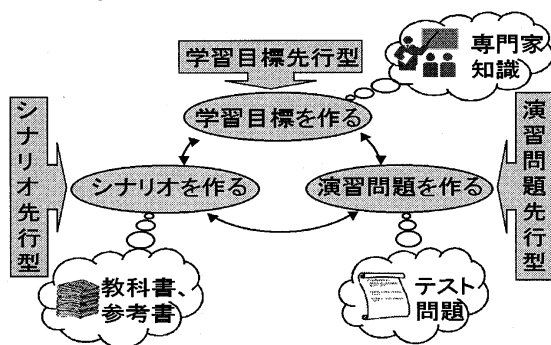 学習目標先行型
専門家
知識
学習目標を作る
シナリオ先行型
シナリオを作る
演習問題を作る
演習問題先行型
教科書、
参考書
テスト
問題